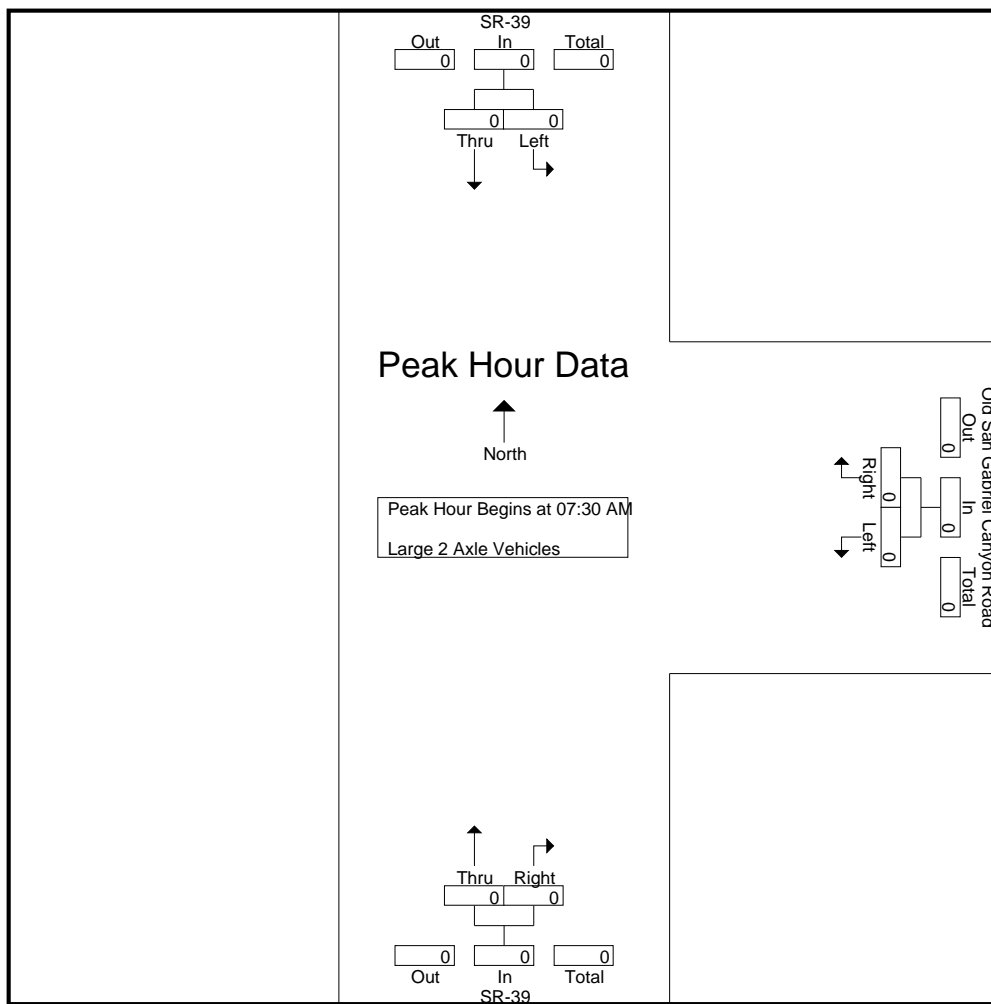 SR-39
Out In Total
0 0 0
0 0
Thru Left
Peak Hour Data
North
Peak Hour Begins at 07:30 AM
Large 2 Axle Vehicles
Old San Gabriel Canyon Road
Out In Total
0 0 0
Right Left
0 0
Thru Right
0 0
0 0 0
Out In Total
SR-39